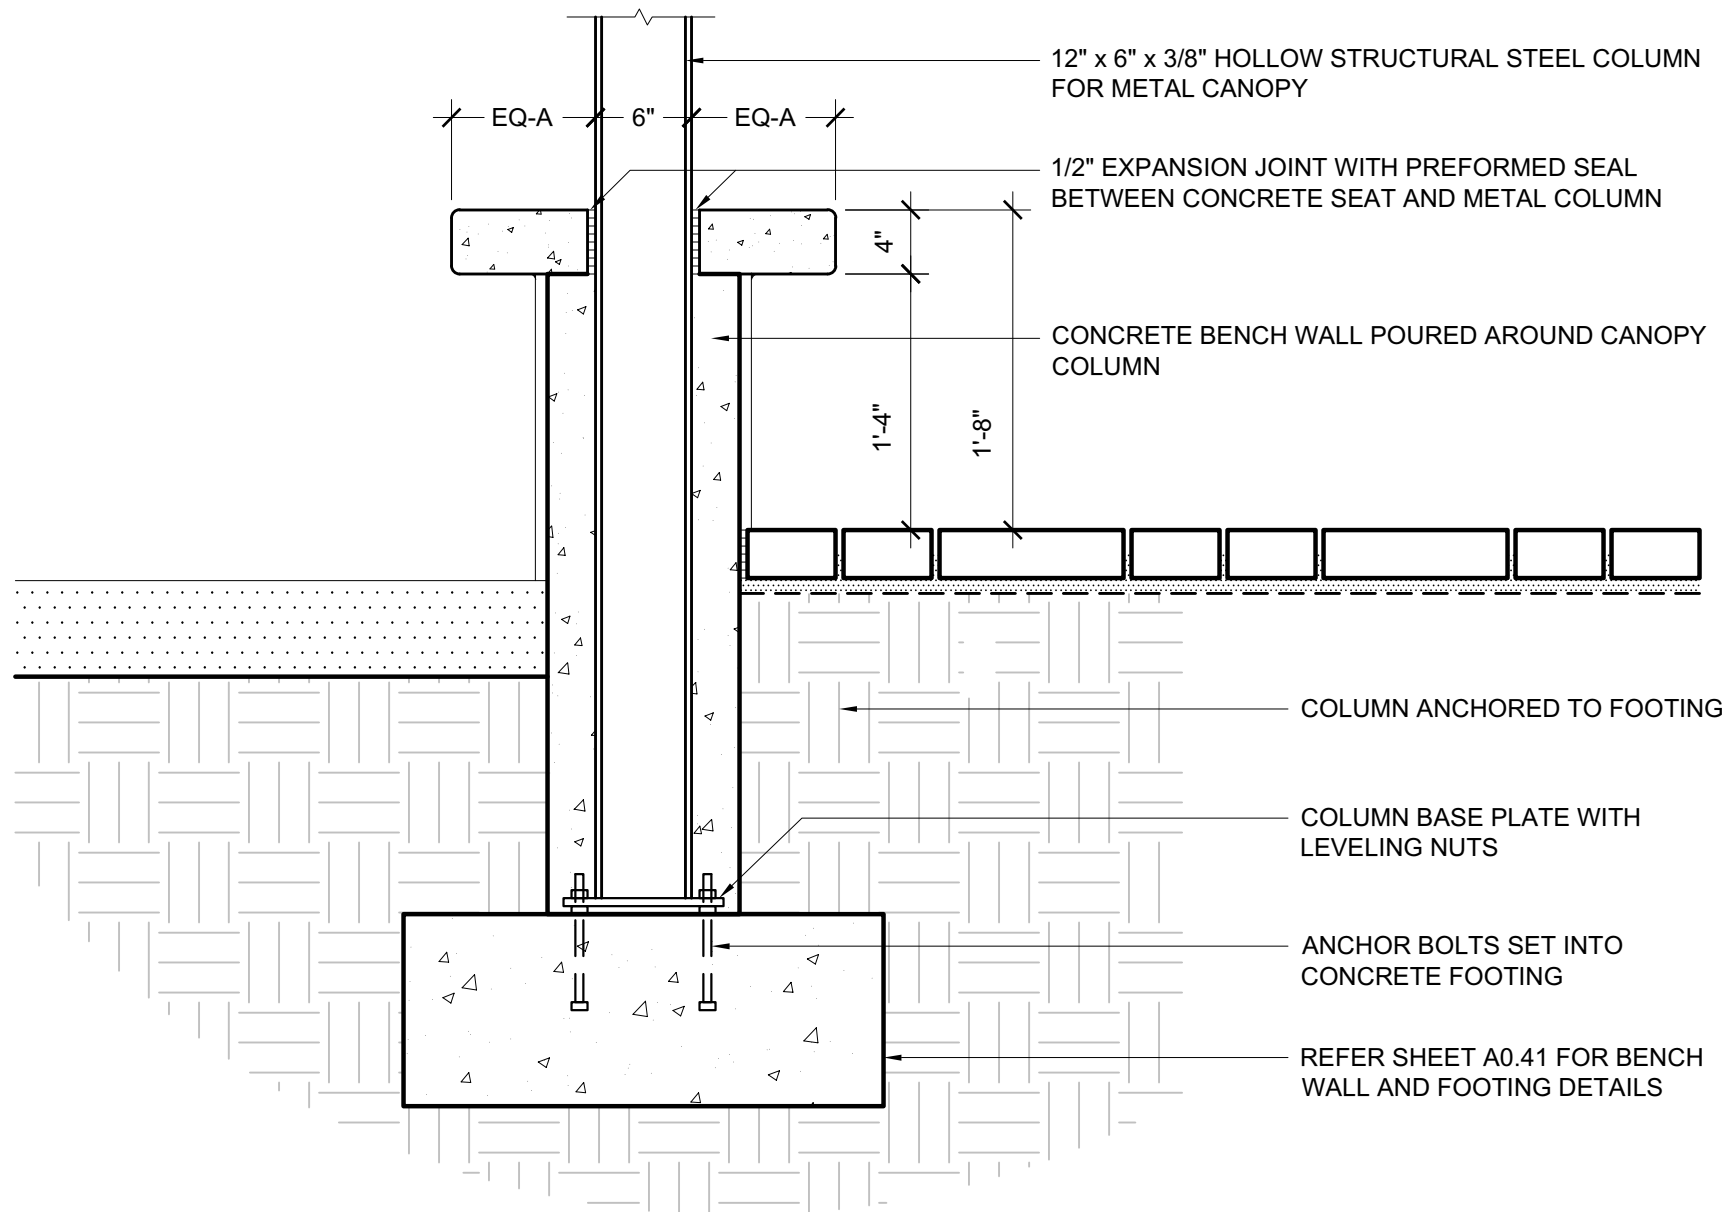 12" x 6" x 3/8" HOLLOW STRUCTURAL STEEL COLUMN
FOR METAL CANOPY
EQ-A 6" EQ-A
1/2" EXPANSION JOINT WITH PREFORMED SEAL
BETWEEN CONCRETE SEAT AND METAL COLUMN
4"
CONCRETE BENCH WALL POURED AROUND CANOPY
COLUMN
1'-4" 1'-8"
COLUMN ANCHORED TO FOOTING
COLUMN BASE PLATE WITH
LEVELING NUTS
ANCHOR BOLTS SET INTO
CONCRETE FOOTING
REFER SHEET A0.41 FOR BENCH
WALL AND FOOTING DETAILS